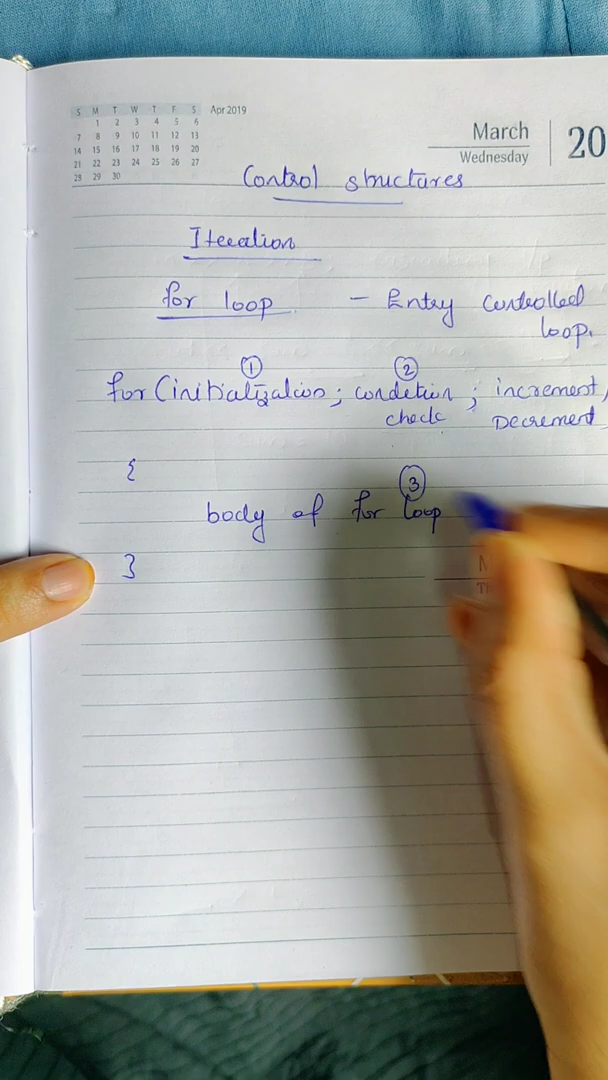 S M T W T F S Apr 2019
1 2 3 4 5 6
7 8 9 10 11 12 13
14 15 16 17 18 19 20
21 22 23 24 25 26 27
28 29 30
March 20
Wednesday
Control structures
Iteration
for loop - Entry controlled
loop.
① ②
for (initialization ; condition ; increment /
check Decrement
{
③
body of for loop
}